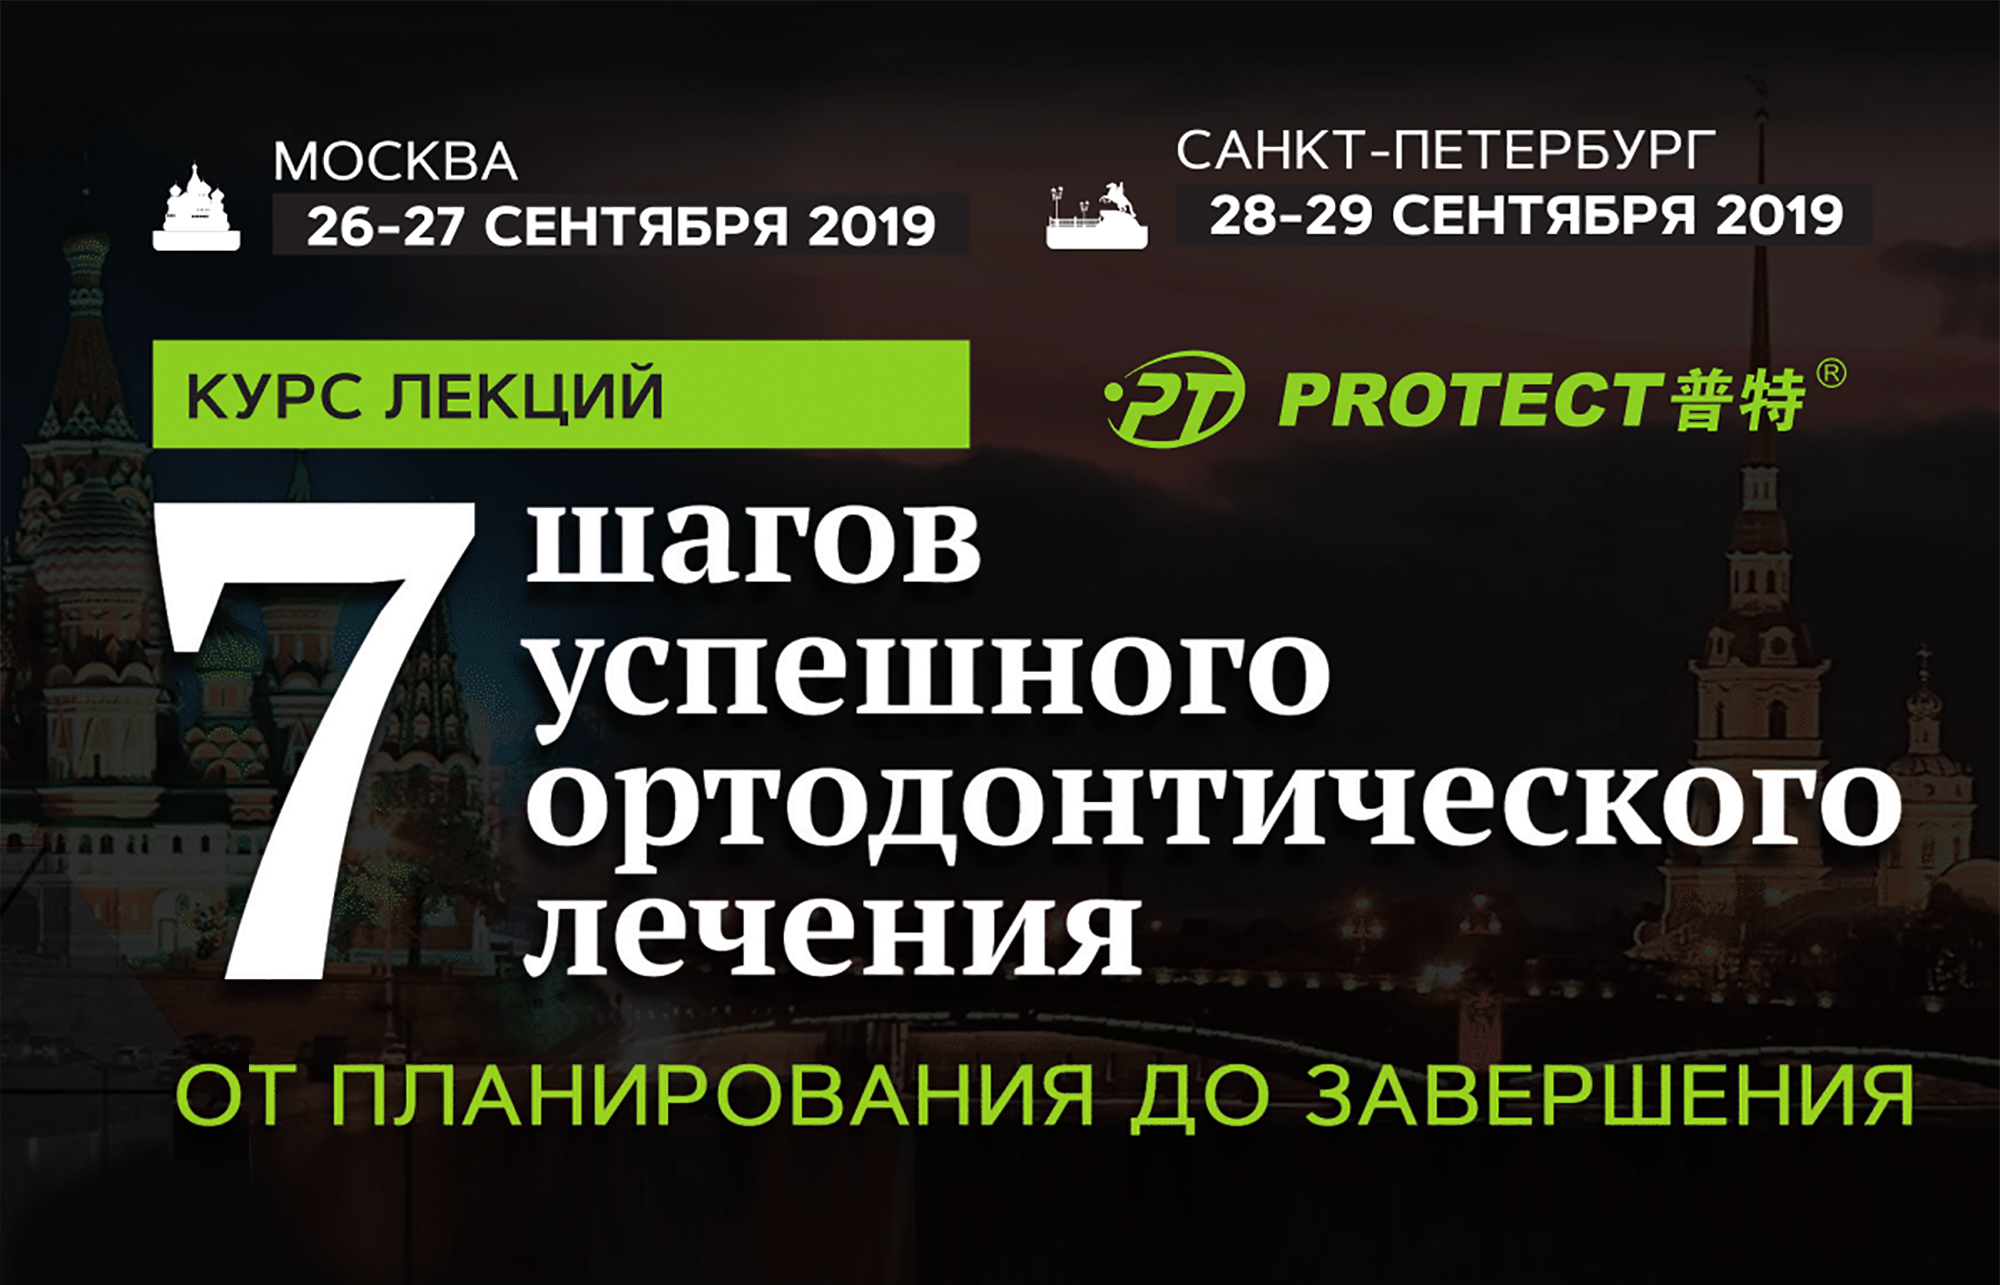 МОСКВА
26-27 СЕНТЯБРЯ 2019
САНКТ-ПЕТЕРБУРГ
28-29 СЕНТЯБРЯ 2019
КУРС ЛЕКЦИЙ
PT PROTECT普特®
7 шагов
успешного
ортодонтического
лечения
ОТ ПЛАНИРОВАНИЯ ДО ЗАВЕРШЕНИЯ